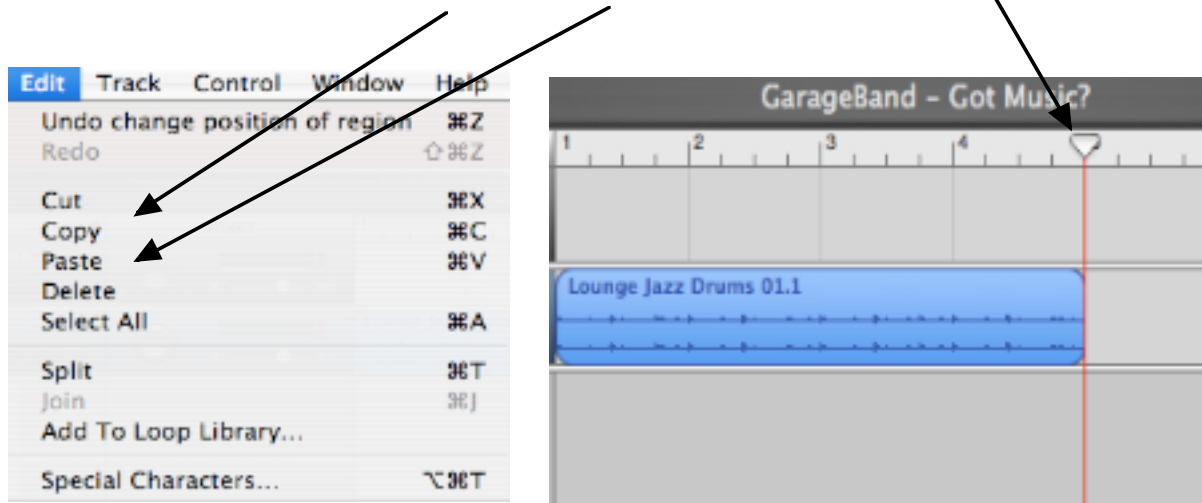 Edit Track Control Window Help
Undo change position of region ⌘Z
Redo ⇧⌘Z
Cut ⌘X
Copy ⌘C
Paste ⌘V
Delete
Select All ⌘A
Split ⌘T
Join ⌘J
Add To Loop Library...
Special Characters... ⌥⌘T
GarageBand – Got Music?
1 2 3 4
Lounge Jazz Drums 01.1